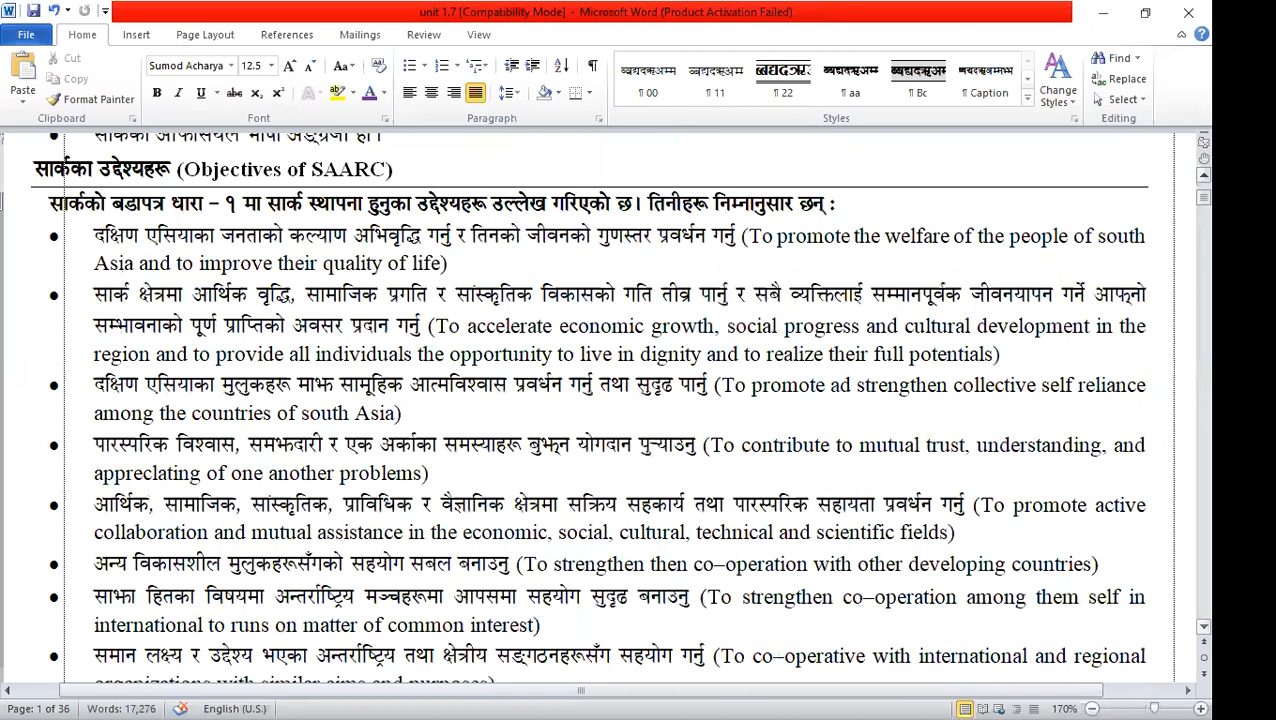 unit 1.7 [Compatibility Mode] - Microsoft Word (Product Activation Failed)
File Home Insert Page Layout References Mailings Review View
Cut
Copy
Format Painter
Paste
Clipboard
Sumod Acharya 12.5
Font
Paragraph
¶ 00 ¶ 11 ¶ 22 ¶ aa ¶ Bc ¶ Caption
Styles
Change Styles
Find
Replace
Select
Editing
सार्कका उद्देश्यहरू (Objectives of SAARC)
सार्कको बडापत्र धारा – १ मा सार्क स्थापना हुनुका उद्देश्यहरू उल्लेख गरिएको छ। तिनीहरू निम्नानुसार छन् :
● दक्षिण एसियाका जनताको कल्याण अभिवृद्धि गर्नु र तिनको जीवनको गुणस्तर प्रवर्धन गर्नु (To promote the welfare of the people of south
Asia and to improve their quality of life)
● सार्क क्षेत्रमा आर्थिक वृद्धि, सामाजिक प्रगति र सांस्कृतिक विकासको गति तीव्र पार्नु र सबै व्यक्तिलाई सम्मानपूर्वक जीवनयापन गर्ने आफ्‌नो
सम्भावनाको पूर्ण प्राप्तिको अवसर प्रदान गर्नु (To accelerate economic growth, social progress and cultural development in the
region and to provide all individuals the opportunity to live in dignity and to realize their full potentials)
● दक्षिण एसियाका मुलुकहरू माझ सामूहिक आत्मविश्वास प्रवर्धन गर्नु तथा सुदृढ पार्नु (To promote ad strengthen collective self reliance
among the countries of south Asia)
● पारस्परिक विश्वास, समझदारी र एक अर्काका समस्याहरू बुझ्न योगदान पुऱ्याउनु (To contribute to mutual trust, understanding, and
appreclating of one another problems)
● आर्थिक, सामाजिक, सांस्कृतिक, प्राविधिक र वैज्ञानिक क्षेत्रमा सक्रिय सहकार्य तथा पारस्परिक सहायता प्रवर्धन गर्नु (To promote active
collaboration and mutual assistance in the economic, social, cultural, technical and scientific fields)
● अन्य विकासशील मुलुकहरूसँगको सहयोग सबल बनाउनु (To strengthen then co–operation with other developing countries)
● साझा हितका विषयमा अन्तर्राष्ट्रिय मञ्चहरूमा आपसमा सहयोग सुदृढ बनाउनु (To strengthen co–operation among them self in
international to runs on matter of common interest)
● समान लक्ष्य र उद्देश्य भएका अन्तर्राष्ट्रिय तथा क्षेत्रीय सङ्गठनहरूसँग सहयोग गर्नु (To co–operative with international and regional
Page: 1 of 36 Words: 17,276 English (U.S.) 170%